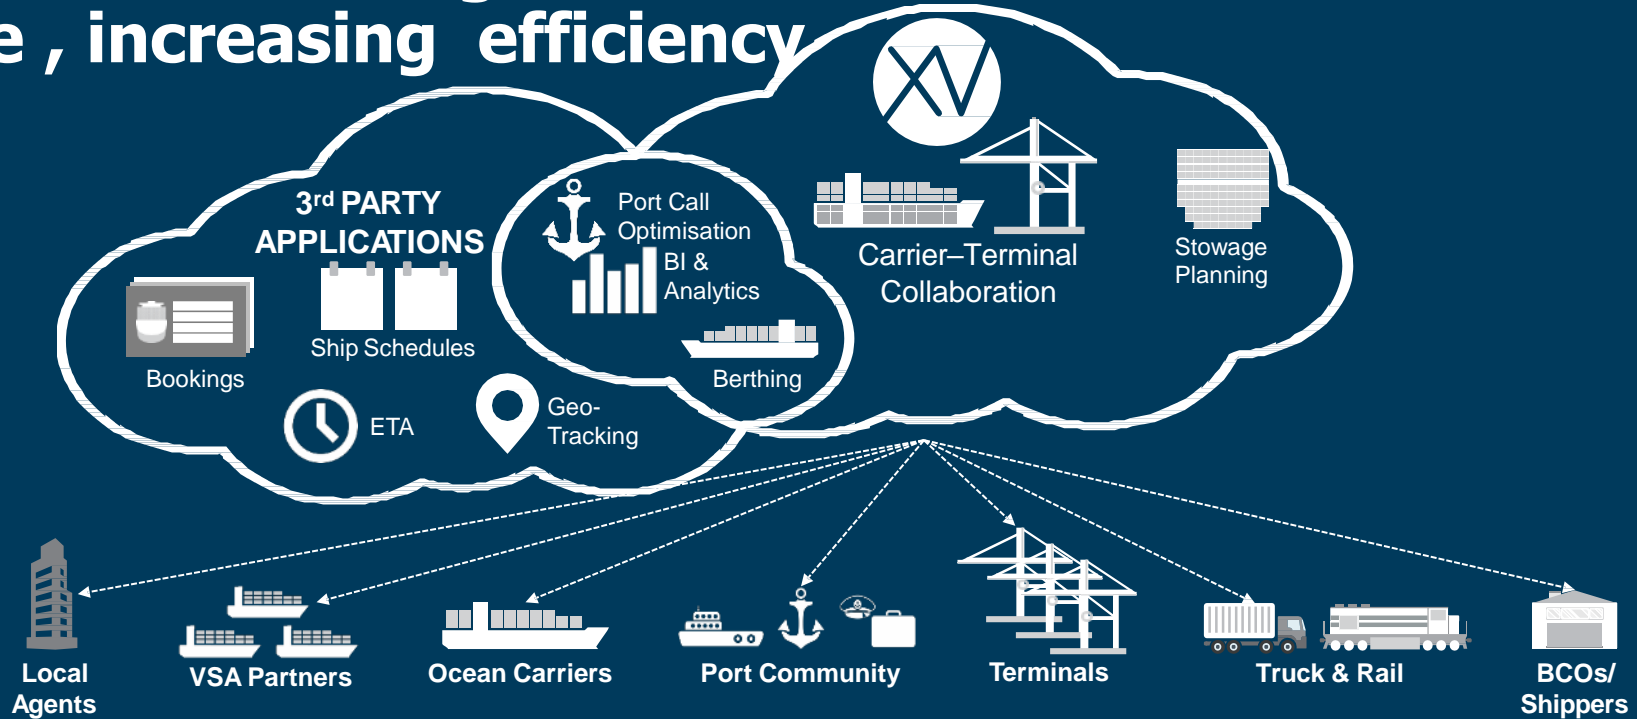 e , increasing efficiency
XV
3rd PARTY
APPLICATIONS
Port Call
Optimisation
BI &
Analytics
Carrier–Terminal
Collaboration
Stowage
Planning
Bookings
Ship Schedules
Berthing
ETA
Geo-
Tracking
Local
Agents
VSA Partners
Ocean Carriers
Port Community
Terminals
Truck & Rail
BCOs/
Shippers